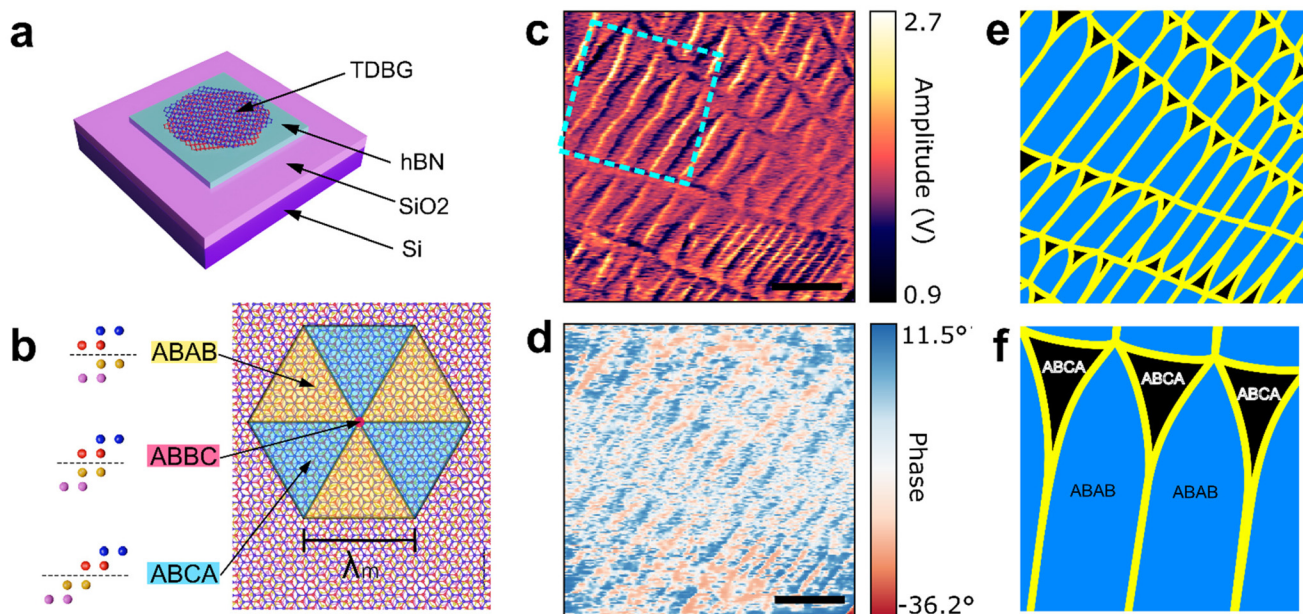 a
TDBG
hBN
SiO2
Si
b
ABAB
ABBC
ABCA
λm
c
2.7
Amplitude (V)
0.9
d
11.5°
Phase
-36.2°
e
f
ABCA
ABCA
ABCA
ABAB
ABAB